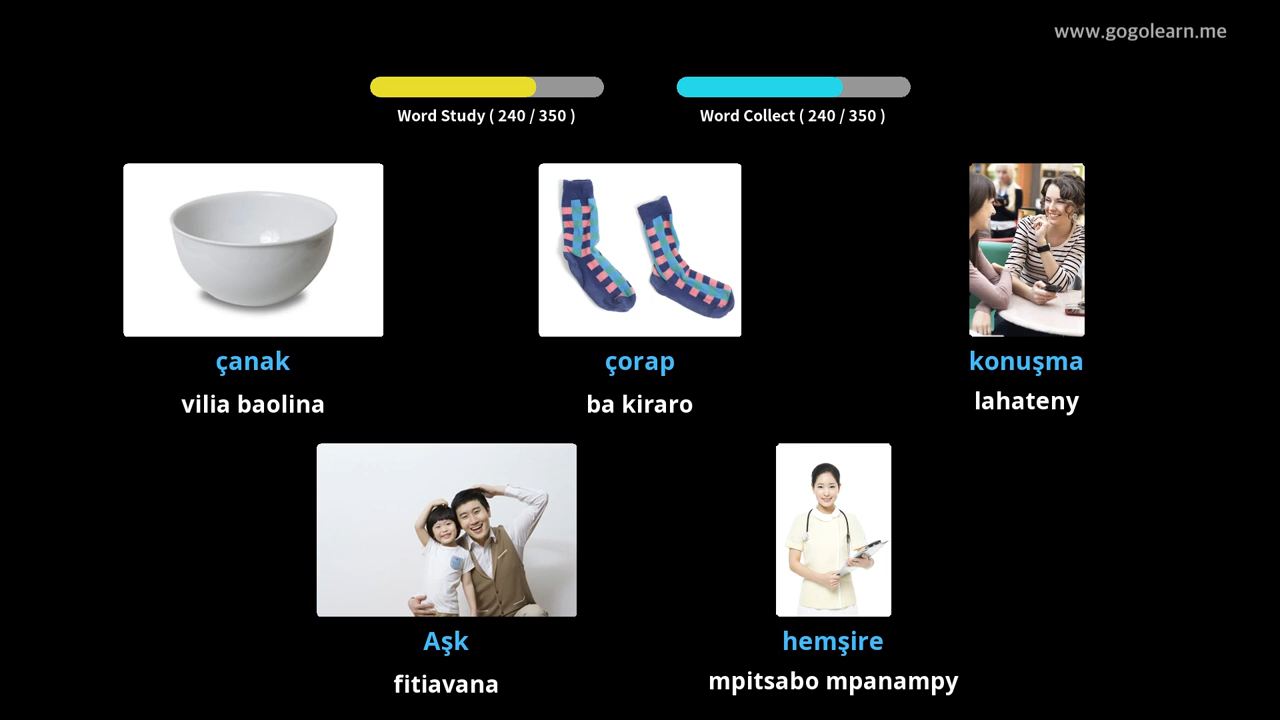 www.gogolearn.me
Word Study ( 240 / 350 )
Word Collect ( 240 / 350 )
çanak
vilia baolina
çorap
ba kiraro
konuşma
lahateny
Aşk
fitiavana
hemşire
mpitsabo mpanampy